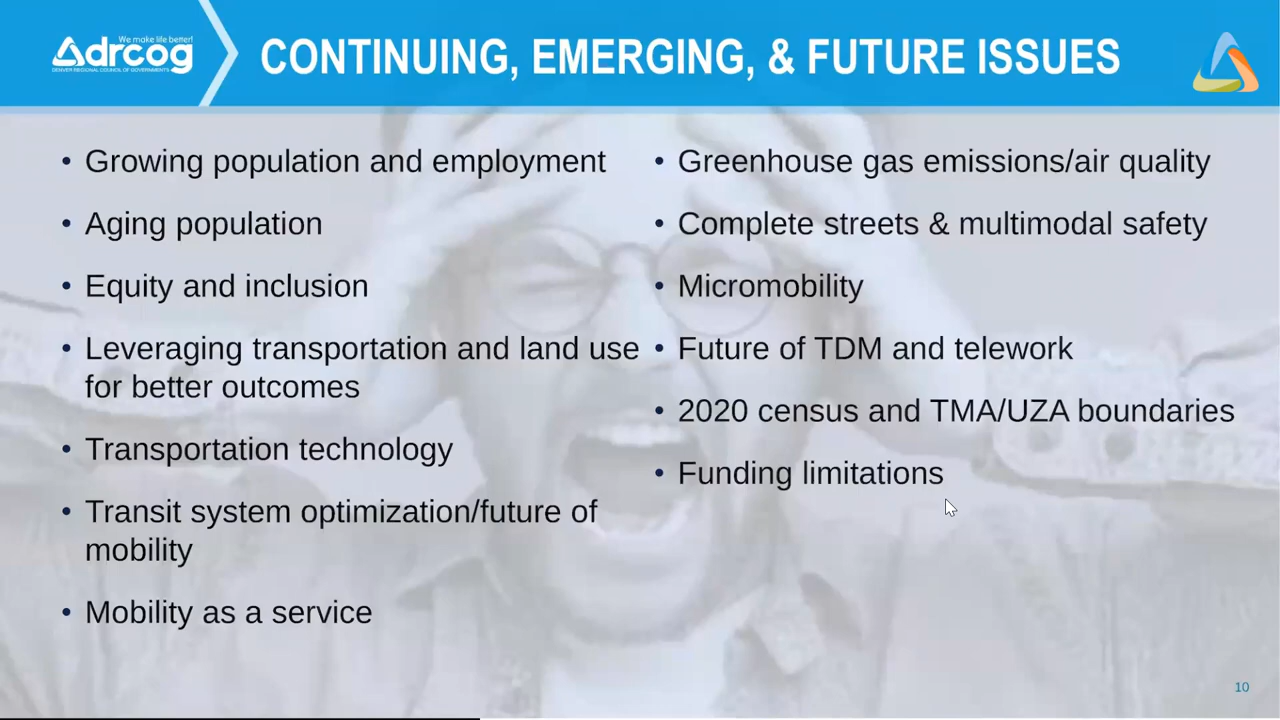 We make life better!
drcog
DENVER REGIONAL COUNCIL OF GOVERNMENTS
CONTINUING, EMERGING, & FUTURE ISSUES
• Growing population and employment
• Aging population
• Equity and inclusion
• Leveraging transportation and land use
for better outcomes
• Transportation technology
• Transit system optimization/future of
mobility
• Mobility as a service
• Greenhouse gas emissions/air quality
• Complete streets & multimodal safety
• Micromobility
• Future of TDM and telework
• 2020 census and TMA/UZA boundaries
• Funding limitations
10